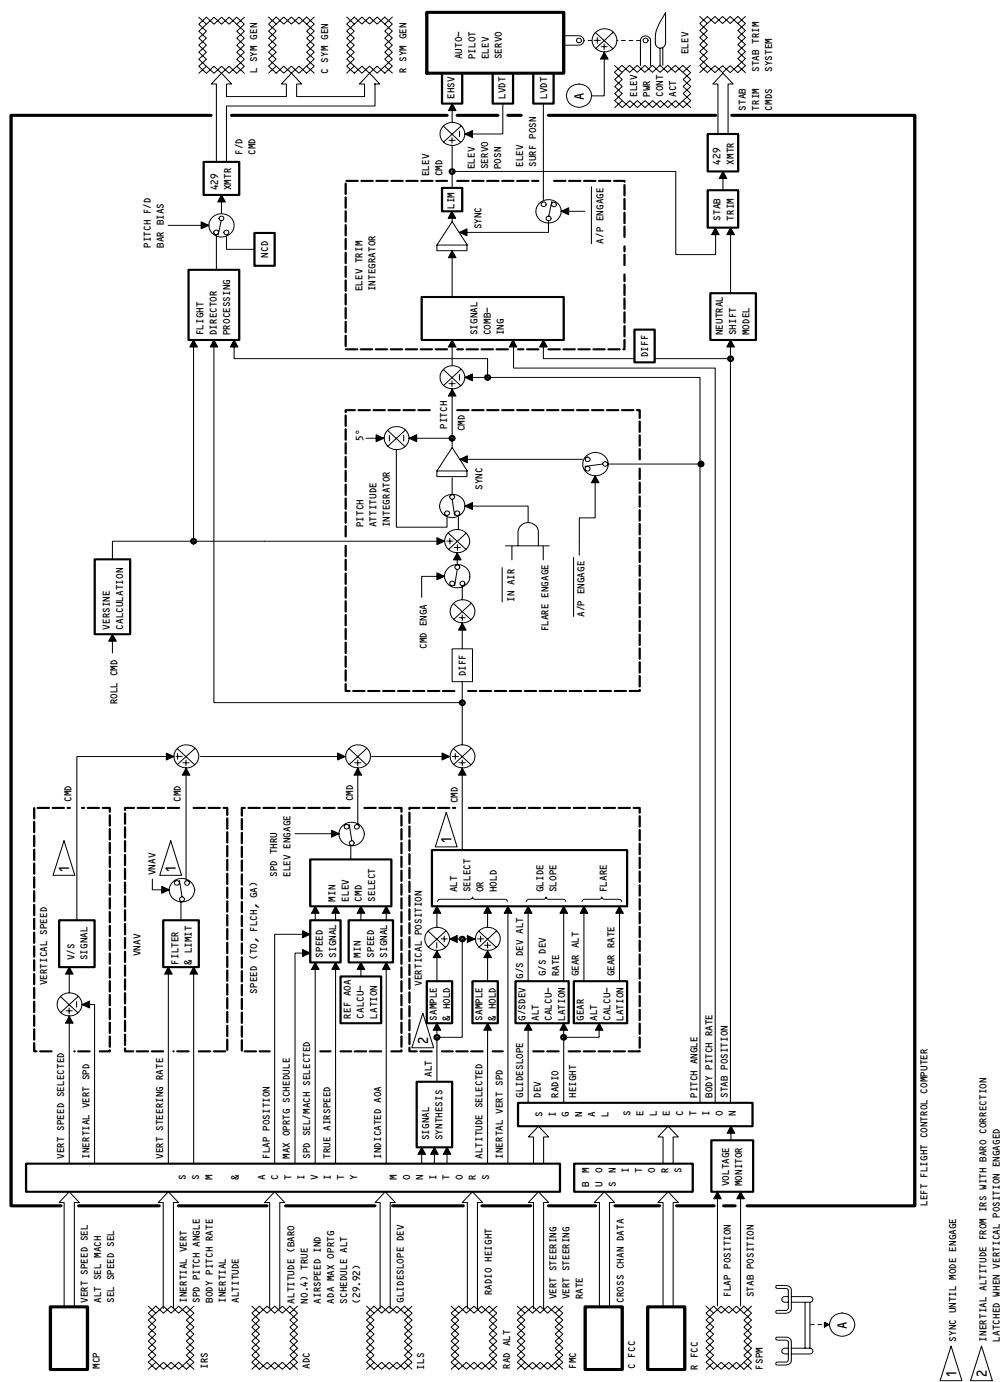 L SYM GEN
C SYM GEN
R SYM GEN
AUTO-
PILOT
ELEV
SERVO
EHSV
LVDT
LVDT
A
ELEV
PWR
CONT
ACT
ELEV
STAB TRIM
SYSTEM
STAB
TRIM
CMDS
F/D
CMD
429
XMTR
PITCH F/D
BAR BIAS
NCD
FLIGHT
DIRECTOR
PROCESSING
ELEV
CMD
ELEV
SERVO
POSN
ELEV
SURF POSN
LIM
SYNC
A/P ENGAGE
ELEV TRIM
INTEGRATOR
SIGNAL
COMB-
ING
429
XMTR
STAB
TRIM
NEUTRAL
SHIFT
MODEL
DIFF
PITCH
CMD
5°
PITCH
ATTITUDE
INTEGRATOR
SYNC
IN AIR
FLARE ENGAGE
A/P ENGAGE
CMD ENGA
DIFF
VERSINE
CALCULATION
ROLL CMD
CMD
CMD
CMD
CMD
VERTICAL SPEED
1
V/S
SIGNAL
VNAV
VNAV
1
FILTER
& LIMIT
SPEED (TO, FLCH, GA)
SPD THRU
ELEV ENGAGE
MIN
ELEV
CMD
SELECT
SPEED
SIGNAL
MIN
SPEED
SIGNAL
REF AOA
CALCU-
LATION
VERTICAL POSITION
1
ALT
SELECT
OR
HOLD
GLIDE
SLOPE
FLARE
2
SAMPLE
& HOLD
SAMPLE
& HOLD
G/S DEV ALT
G/S DEV
RATE
GEAR ALT
GEAR RATE
G/SDEV
ALT
CALCU-
LATION
GEAR
ALT
CALCU-
LATION
VERT SPEED SELECTED
INERTIAL VERT SPD
VERT STEERING RATE
FLAP POSITION
MAX OPRTG SCHEDULE
SPD SEL/MACH SELECTED
TRUE AIRSPEED
INDICATED AOA
ALT
SIGNAL
SYNTHESIS
ALTITUDE SELECTED
INERTAL VERT SPD
GLIDESLOPE
DEV
RADIO
HEIGHT
PITCH ANGLE
BODY PITCH RATE
STAB POSITION
SIGNAL SELECTION
SSM & ACTIVITY MONITORS
BUS
MONITORS
VOLTAGE
MONITOR
LEFT FLIGHT CONTROL COMPUTER
VERT SPEED SEL
ALT SEL MACH
SEL SPEED SEL
MCP
INERTIAL VERT
SPD PITCH ANGLE
BODY PITCH RATE
INERTIAL
ALTITUDE
IRS
ALTITUDE (BARO
NO.4) TRUE
AIRSPEED IND
ADA MAX OPRTG
SCHEDULE ALT
(29.92)
ADC
GLIDESLOPE DEV
ILS
RADIO HEIGHT
RAD ALT
VERT STEERING
VERT STEERING
RATE
FMC
CROSS CHAN DATA
C FCC
R FCC
FLAP POSITION
STAB POSITION
FSPM
A
1 SYNC UNTIL MODE ENGAGE
2 INERTIAL ALTITUDE FROM IRS WITH BARO CORRECTION
LATCHED WHEN VERTICAL POSITION ENGAGED